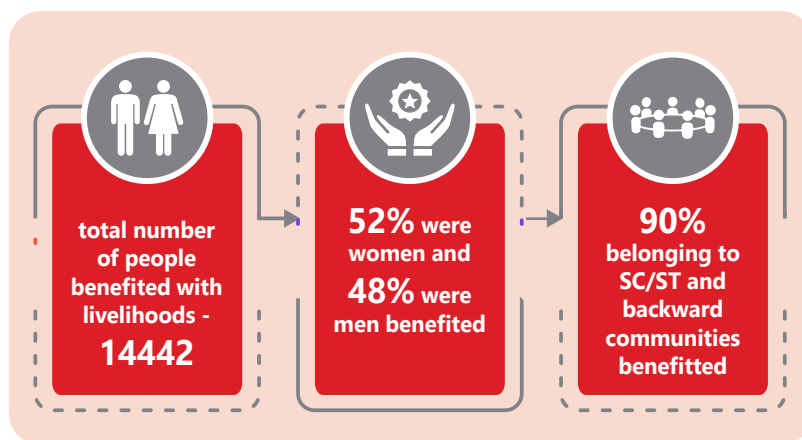 total number
of people
benefited with
livelihoods -
14442
52% were
women and
48% were
men benefited
90%
belonging to
SC/ST and
backward
communities
benefitted